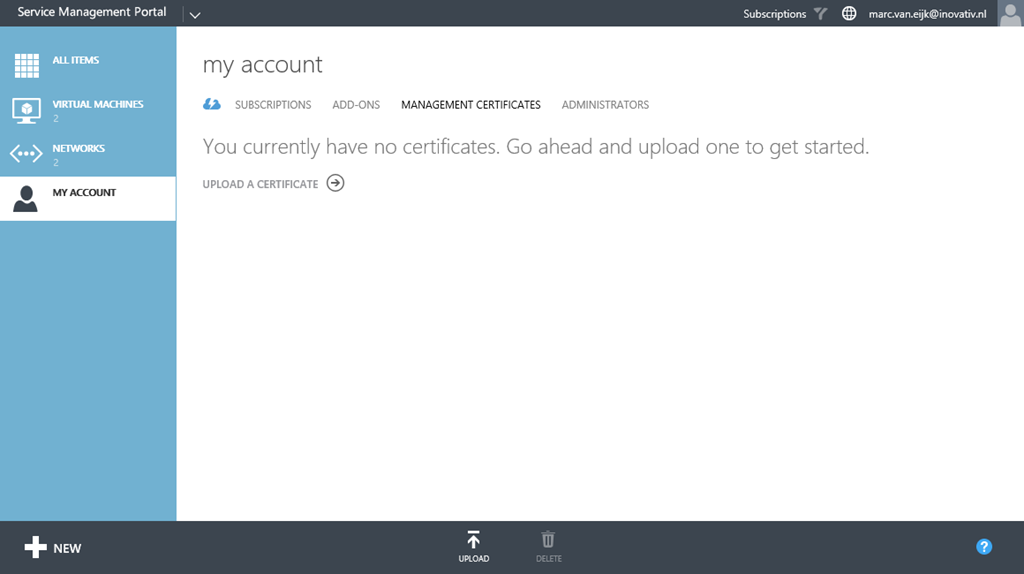 Service Management Portal
Subscriptions
marc.van.eijk@inovativ.nl
ALL ITEMS
VIRTUAL MACHINES
2
NETWORKS
2
MY ACCOUNT
my account
SUBSCRIPTIONS ADD-ONS MANAGEMENT CERTIFICATES ADMINISTRATORS
You currently have no certificates. Go ahead and upload one to get started.
UPLOAD A CERTIFICATE
NEW
UPLOAD
DELETE
?